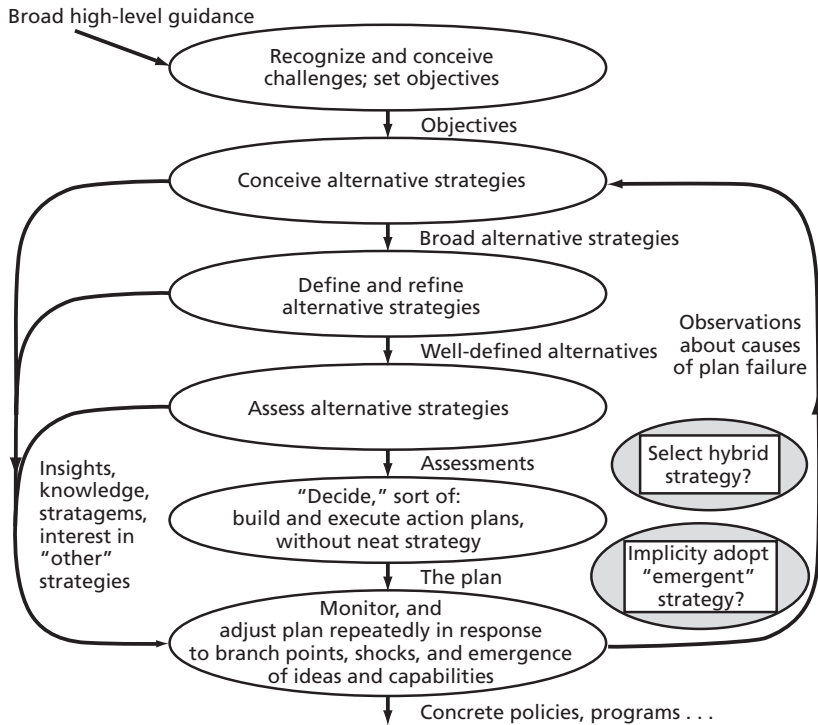 Broad high-level guidance
Recognize and conceive
challenges; set objectives
Objectives
Conceive alternative strategies
Broad alternative strategies
Define and refine
alternative strategies
Well-defined alternatives
Observations
about causes
of plan failure
Assess alternative strategies
Assessments
Select hybrid
strategy?
Insights,
knowledge,
stratagems,
interest in
“other”
strategies
“Decide,” sort of:
build and execute action plans,
without neat strategy
Implicity adopt
“emergent”
strategy?
The plan
Monitor, and
adjust plan repeatedly in response
to branch points, shocks, and emergence
of ideas and capabilities
Concrete policies, programs . . .